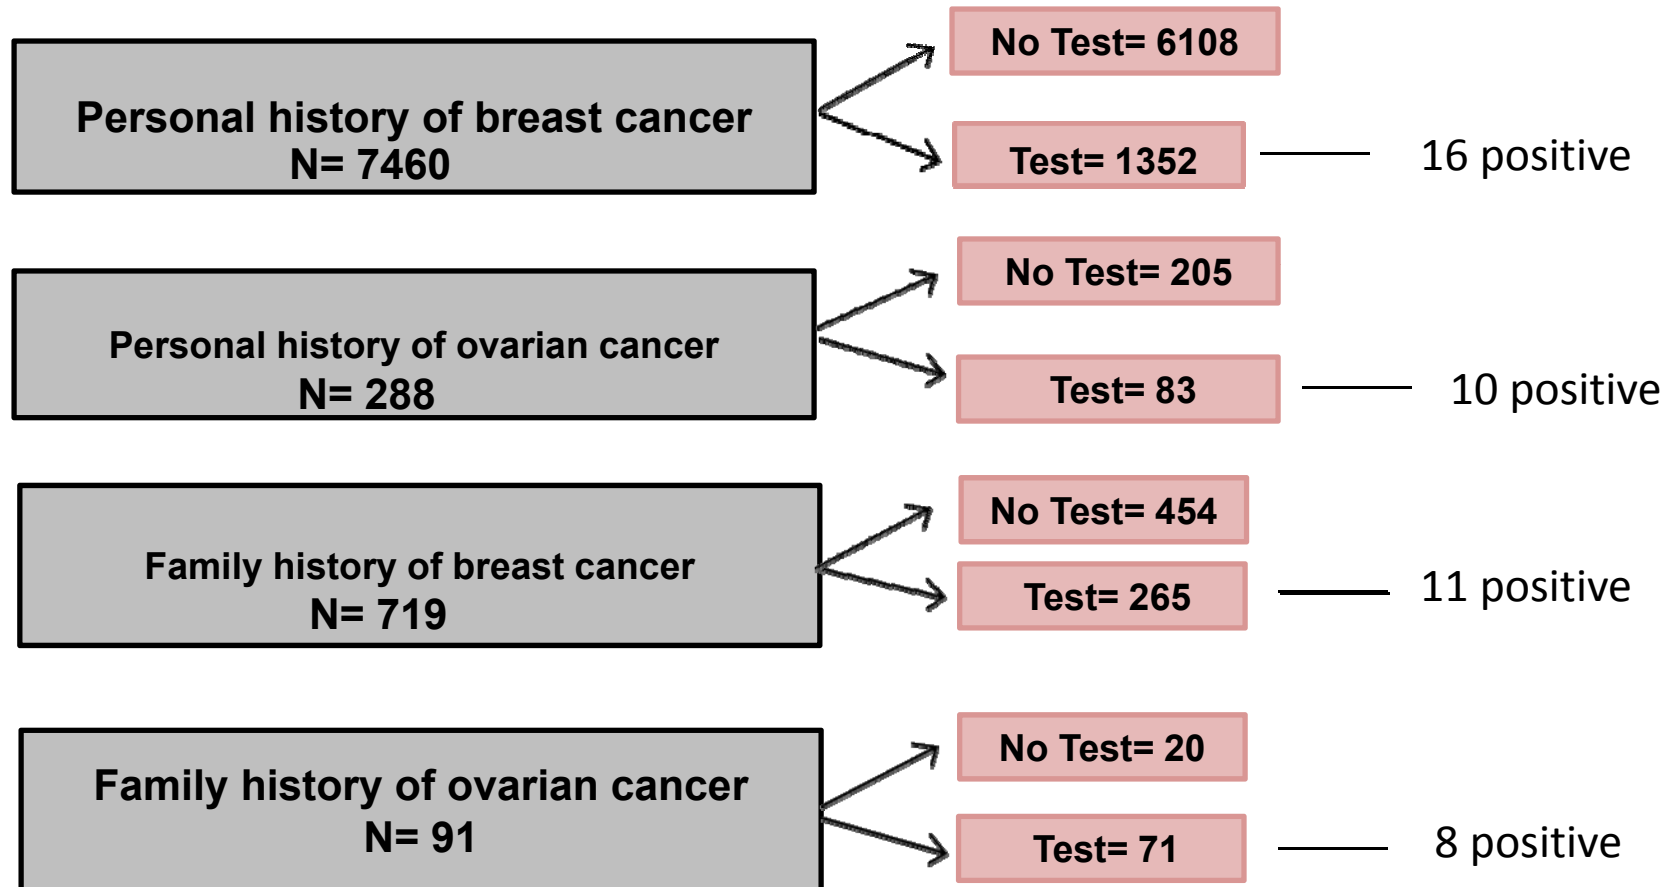 Personal history of breast cancer
N= 7460
No Test= 6108
Test= 1352
16 positive
Personal history of ovarian cancer
N= 288
No Test= 205
Test= 83
10 positive
Family history of breast cancer
N= 719
No Test= 454
Test= 265
11 positive
Family history of ovarian cancer
N= 91
No Test= 20
Test= 71
8 positive